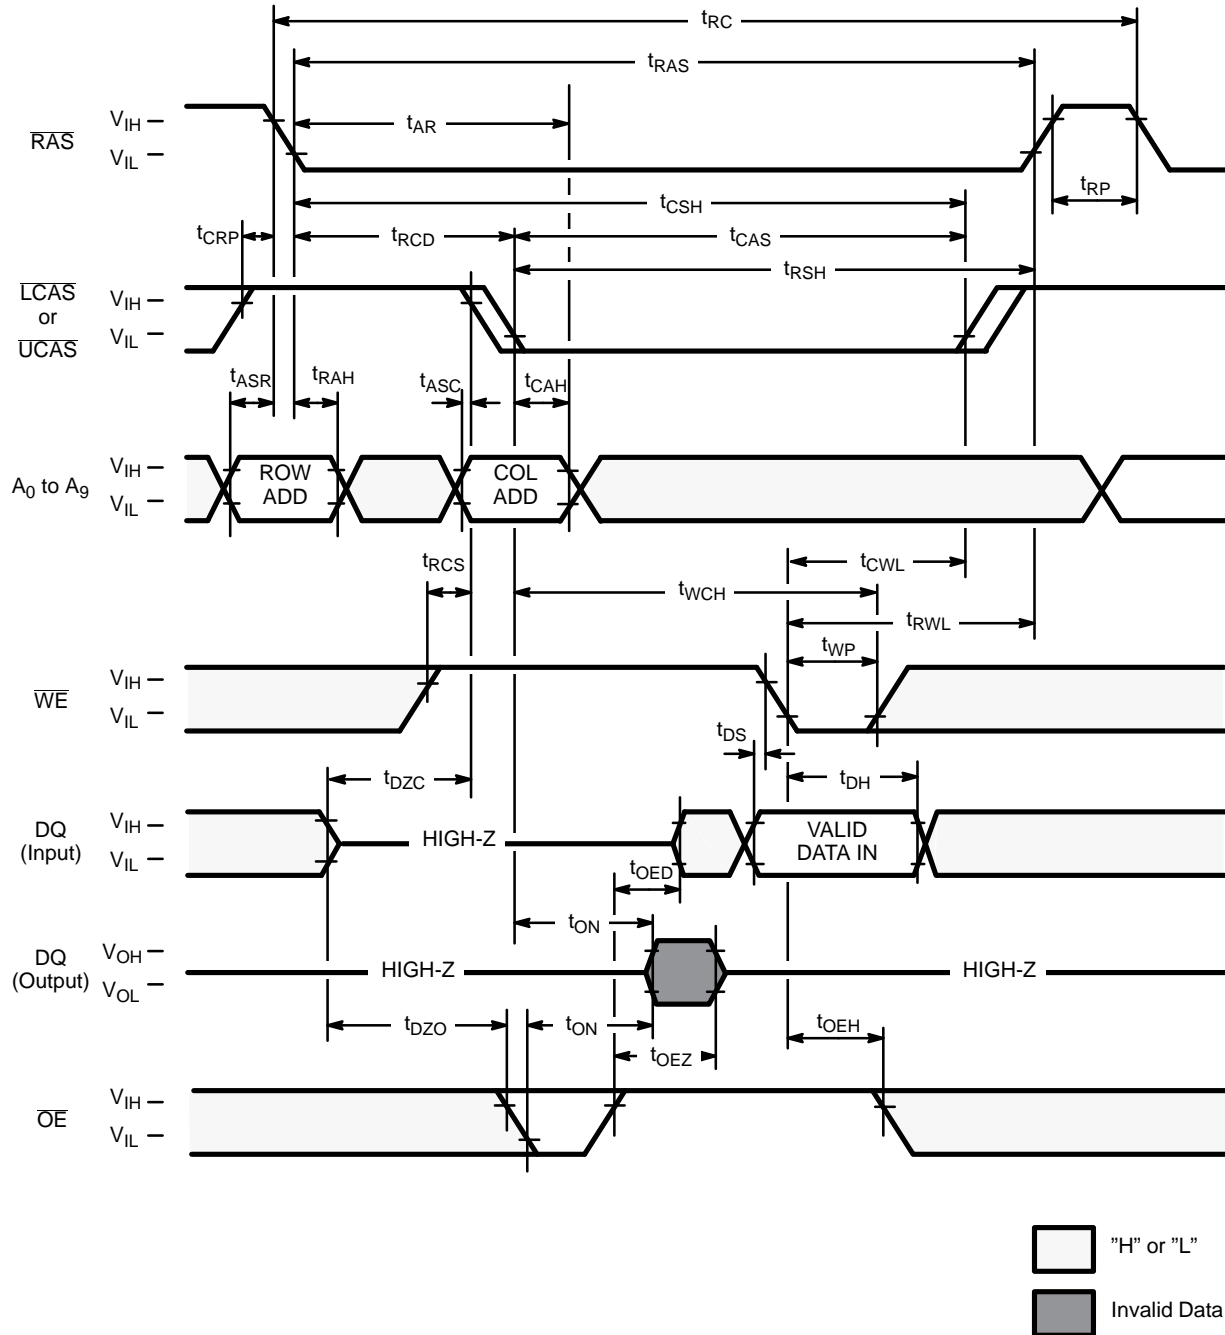 tRC
tRAS
RAS
VIH
VIL
tAR
tRP
tCSH
tCRP
tRCD
tCAS
tRSH
LCAS
or
UCAS
VIH
VIL
tASR
tRAH
tASC
tCAH
A0 to A9
VIH
VIL
ROW
ADD
COL
ADD
tRCS
tCWL
tWCH
tRWL
tWP
WE
VIH
VIL
tDS
tDZC
tDH
DQ
(Input)
VIH
VIL
HIGH-Z
VALID
DATA IN
tOED
tON
DQ
(Output)
VOH
VOL
HIGH-Z
HIGH-Z
tDZO
tON
tOEZ
tOEH
OE
VIH
VIL
”H” or ”L”
Invalid Data